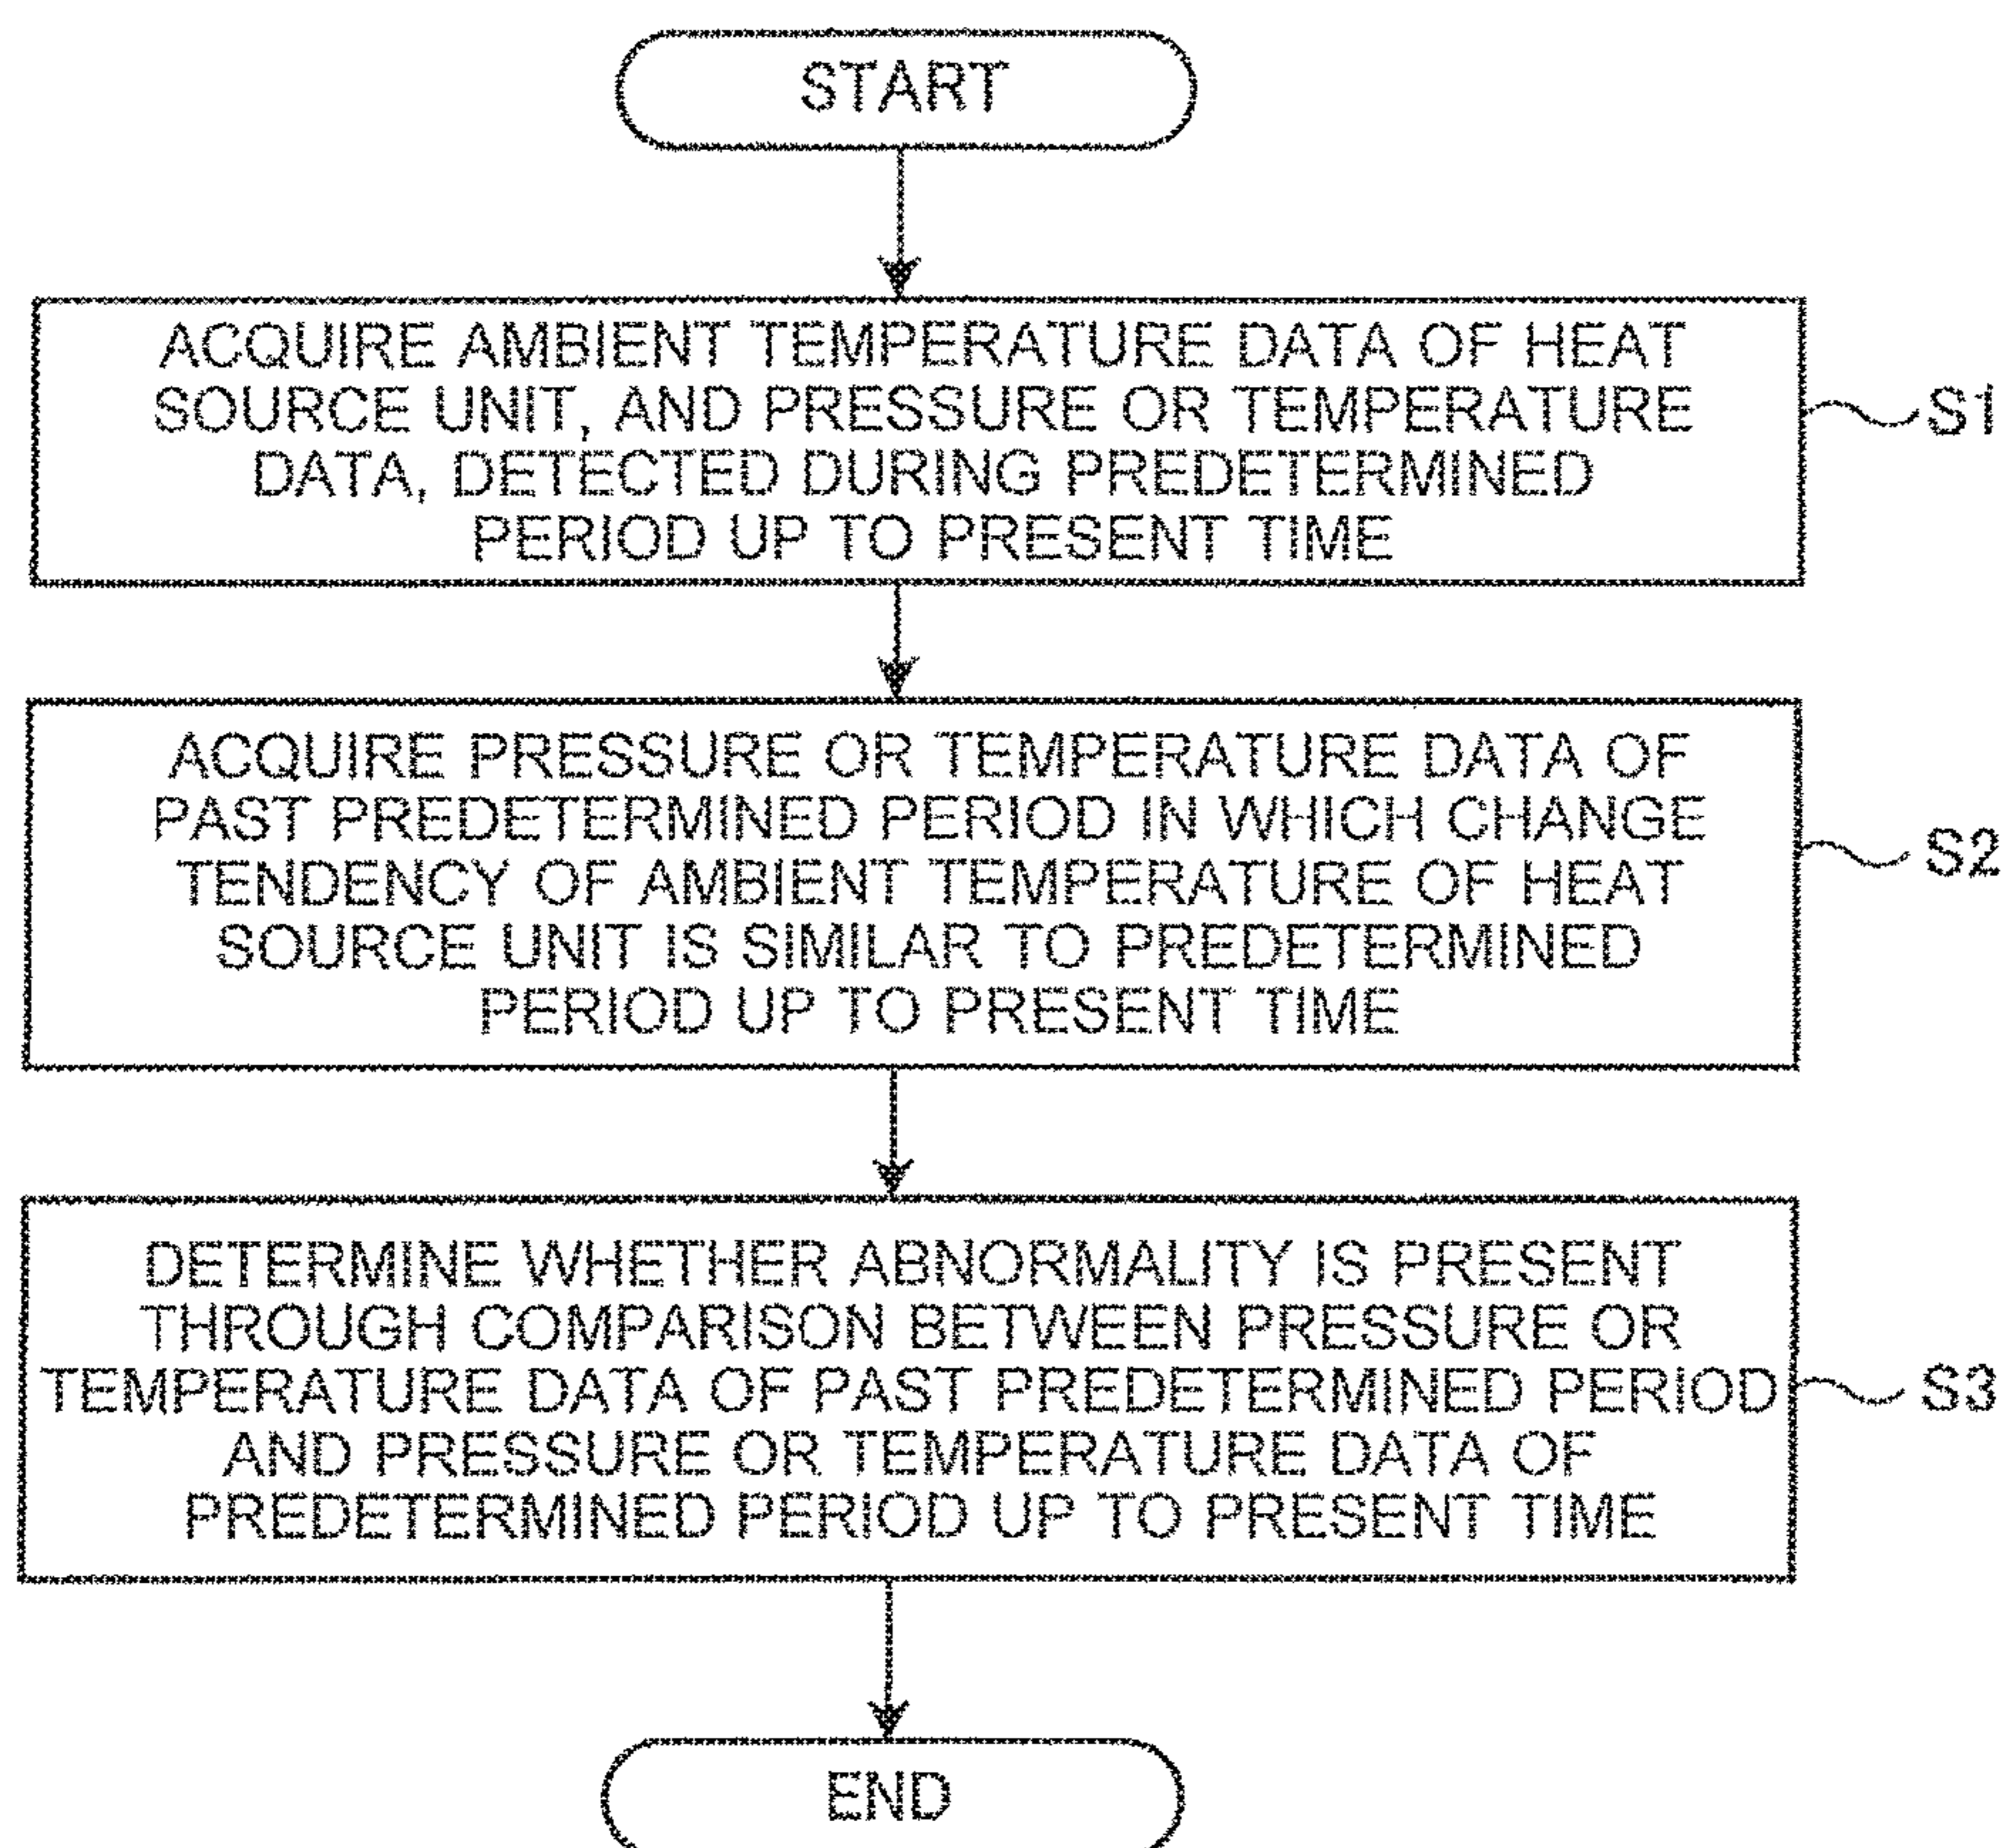 START
ACQUIRE AMBIENT TEMPERATURE DATA OF HEAT
SOURCE UNIT, AND PRESSURE OR TEMPERATURE
DATA, DETECTED DURING PREDETERMINED
PERIOD UP TO PRESENT TIME
S1
ACQUIRE PRESSURE OR TEMPERATURE DATA OF
PAST PREDETERMINED PERIOD IN WHICH CHANGE
TENDENCY OF AMBIENT TEMPERATURE OF HEAT
SOURCE UNIT IS SIMILAR TO PREDETERMINED
PERIOD UP TO PRESENT TIME
S2
DETERMINE WHETHER ABNORMALITY IS PRESENT
THROUGH COMPARISON BETWEEN PRESSURE OR
TEMPERATURE DATA OF PAST PREDETERMINED PERIOD
AND PRESSURE OR TEMPERATURE DATA OF
PREDETERMINED PERIOD UP TO PRESENT TIME
S3
END